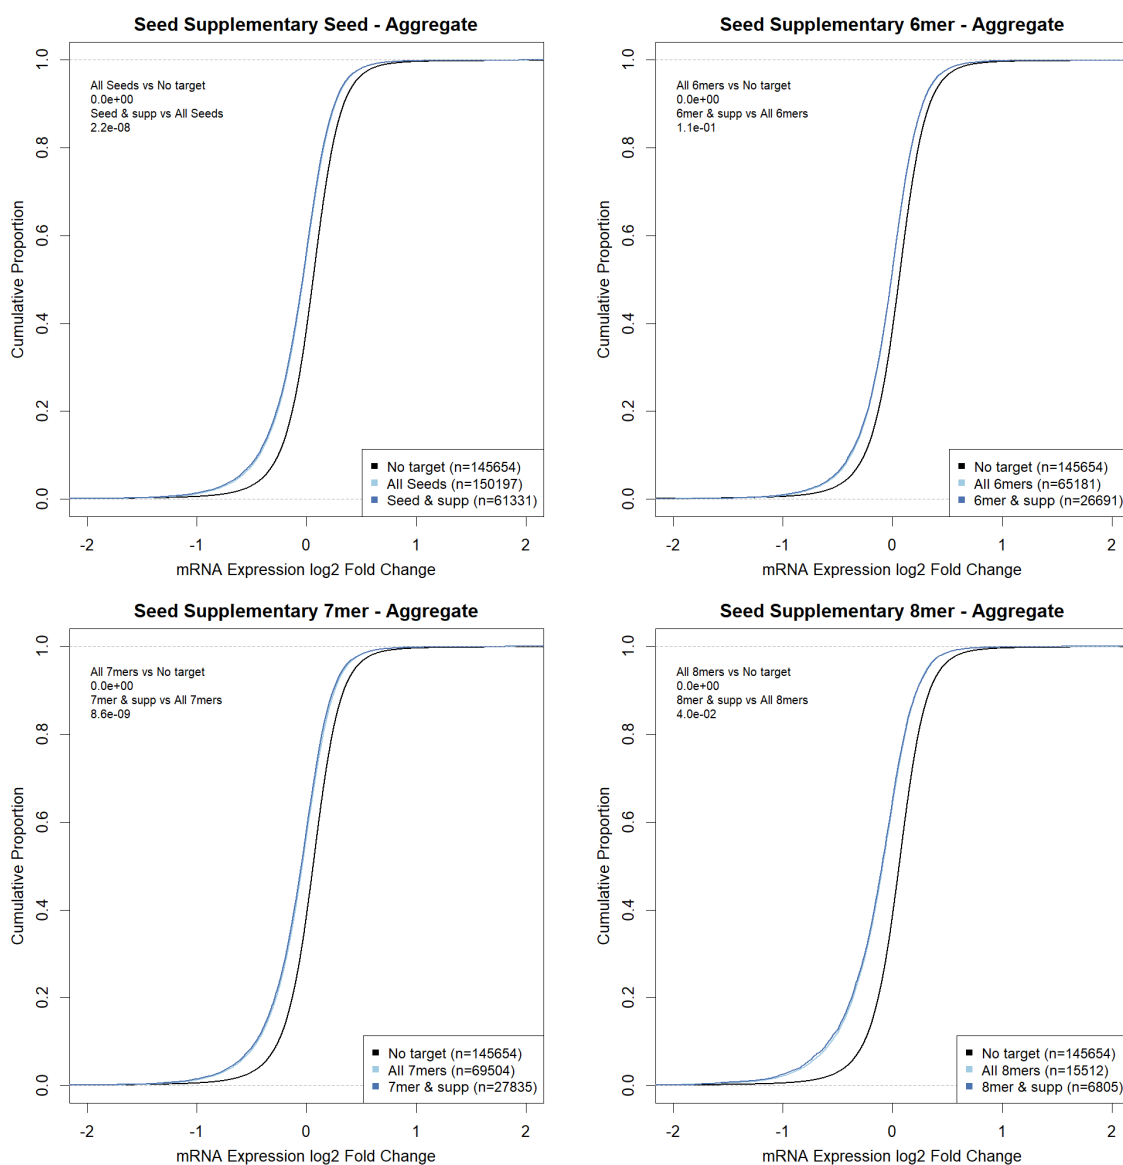 Seed Supplementary Seed - Aggregate
All Seeds vs No target
0.0e+00
Seed & supp vs All Seeds
2.2e-08
Cumulative Proportion
0.0
0.2
0.4
0.6
0.8
1.0
No target (n=145654)
All Seeds (n=150197)
Seed & supp (n=61331)
-2
-1
0
1
2
mRNA Expression log2 Fold Change
Seed Supplementary 6mer - Aggregate
All 6mers vs No target
0.0e+00
6mer & supp vs All 6mers
1.1e-01
Cumulative Proportion
0.0
0.2
0.4
0.6
0.8
1.0
No target (n=145654)
All 6mers (n=65181)
6mer & supp (n=26691)
-2
-1
0
1
2
mRNA Expression log2 Fold Change
Seed Supplementary 7mer - Aggregate
All 7mers vs No target
0.0e+00
7mer & supp vs All 7mers
8.6e-09
Cumulative Proportion
0.0
0.2
0.4
0.6
0.8
1.0
No target (n=145654)
All 7mers (n=69504)
7mer & supp (n=27835)
-2
-1
0
1
2
mRNA Expression log2 Fold Change
Seed Supplementary 8mer - Aggregate
All 8mers vs No target
0.0e+00
8mer & supp vs All 8mers
4.0e-02
Cumulative Proportion
0.0
0.2
0.4
0.6
0.8
1.0
No target (n=145654)
All 8mers (n=15512)
8mer & supp (n=6805)
-2
-1
0
1
2
mRNA Expression log2 Fold Change